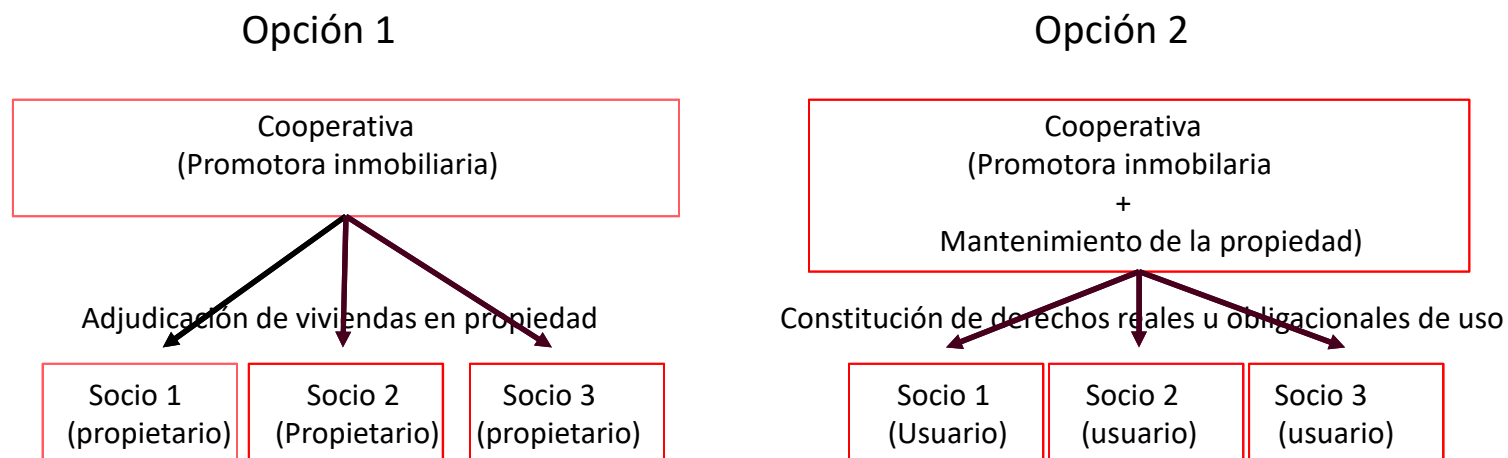 Opción 1
Cooperativa
(Promotora inmobiliaria)
Adjudicación de viviendas en propiedad
Socio 1
(propietario)
Socio 2
(Propietario)
Socio 3
(propietario)
Opción 2
Cooperativa
(Promotora inmobilaria
+
Mantenimiento de la propiedad)
Constitución de derechos reales u obligacionales de uso
Socio 1
(Usuario)
Socio 2
(usuario)
Socio 3
(usuario)